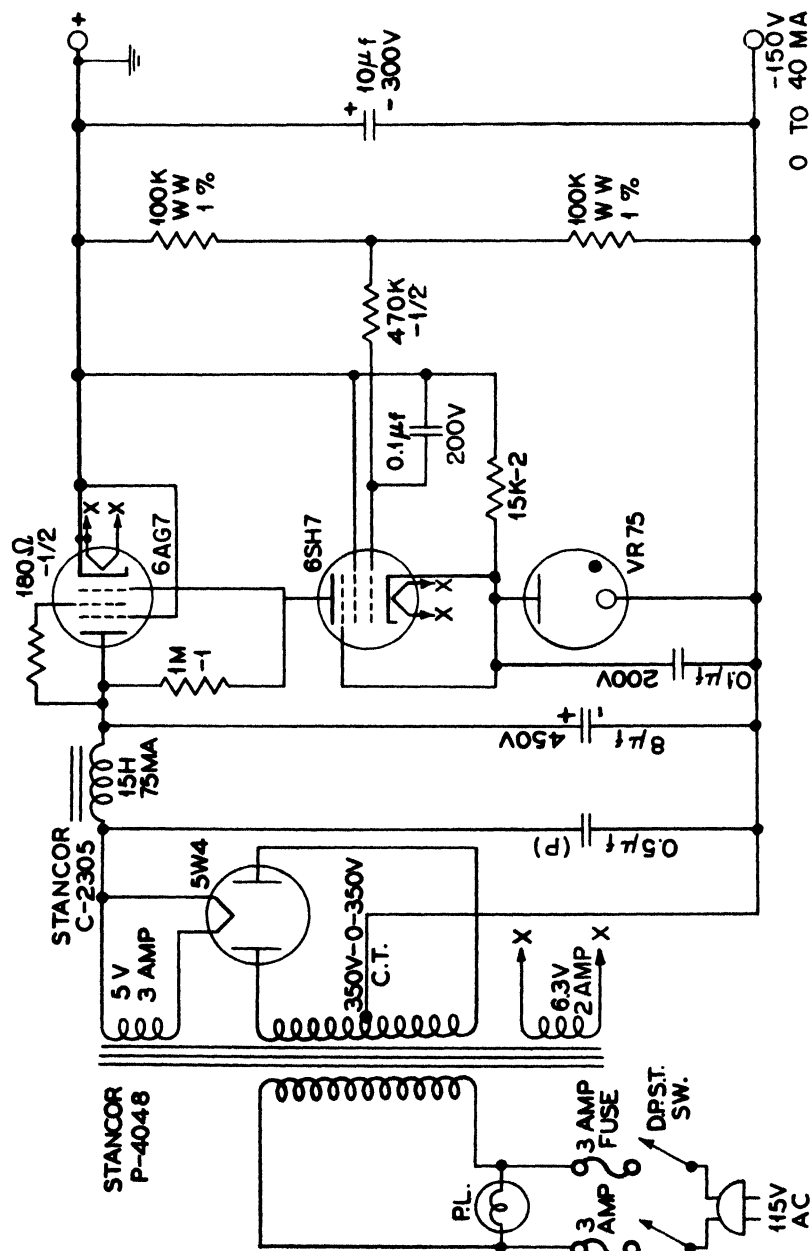 STANCOR
P-4048
P.L.
3 AMP
3 AMP
FUSE
D.P.S.T.
SW.
115V
AC
5V
3 AMP
350V-0-350V
C.T.
6.3V
2 AMP
X
X
5W4
STANCOR
C-2305
15H
75MA
0.5μf
(P)
8μf
450V
+
-
0.1μf
200V
180Ω
-1/2
X
X
6AG7
1M
-1
6SH7
X
X
VR75
0.1μf
200V
15K-2
470K
-1/2
100K
WW
1%
100K
WW
1%
+
10μf
-300V
+
-150V
0 TO 40 MA